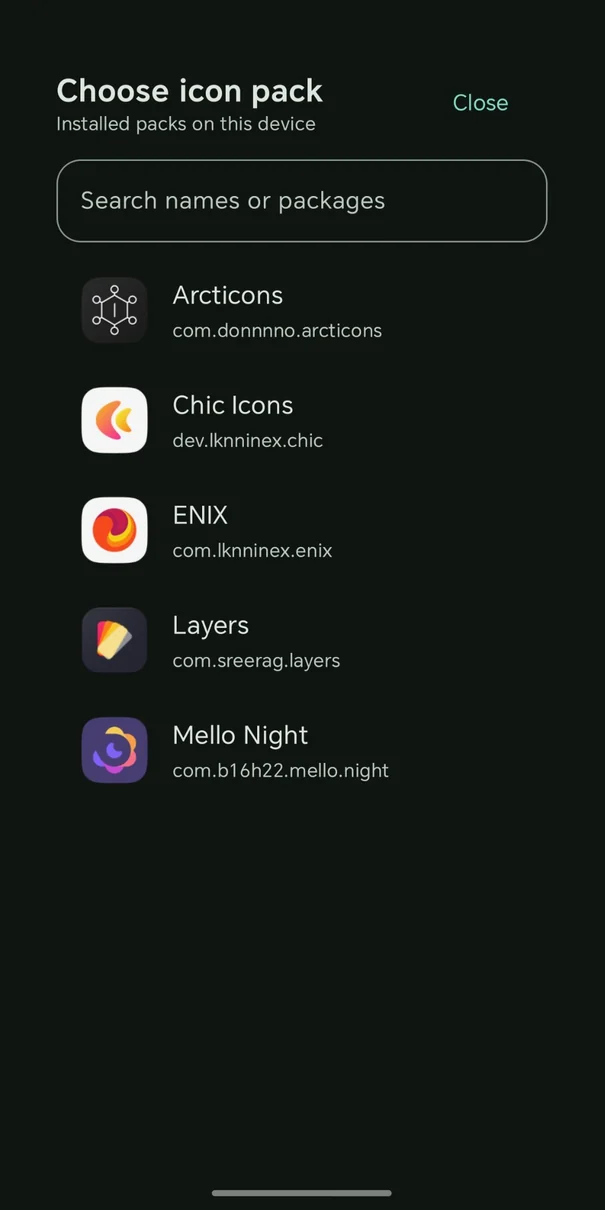 Choose icon pack
Installed packs on this device
Close
Search names or packages
Arcticons
com.donnnno.arcticons
Chic Icons
dev.lknninex.chic
ENIX
com.lknninex.enix
Layers
com.sreerag.layers
Mello Night
com.b16h22.mello.night